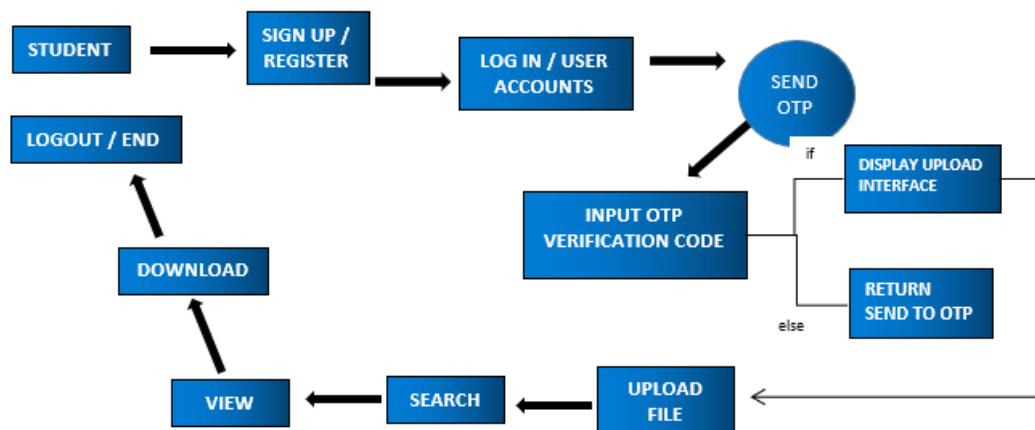 STUDENT
SIGN UP /
REGISTER
LOG IN / USER
ACCOUNTS
SEND
OTP
LOGOUT / END
if
DISPLAY UPLOAD
INTERFACE
INPUT OTP
VERIFICATION CODE
DOWNLOAD
RETURN
SEND TO OTP
else
VIEW
SEARCH
UPLOAD
FILE